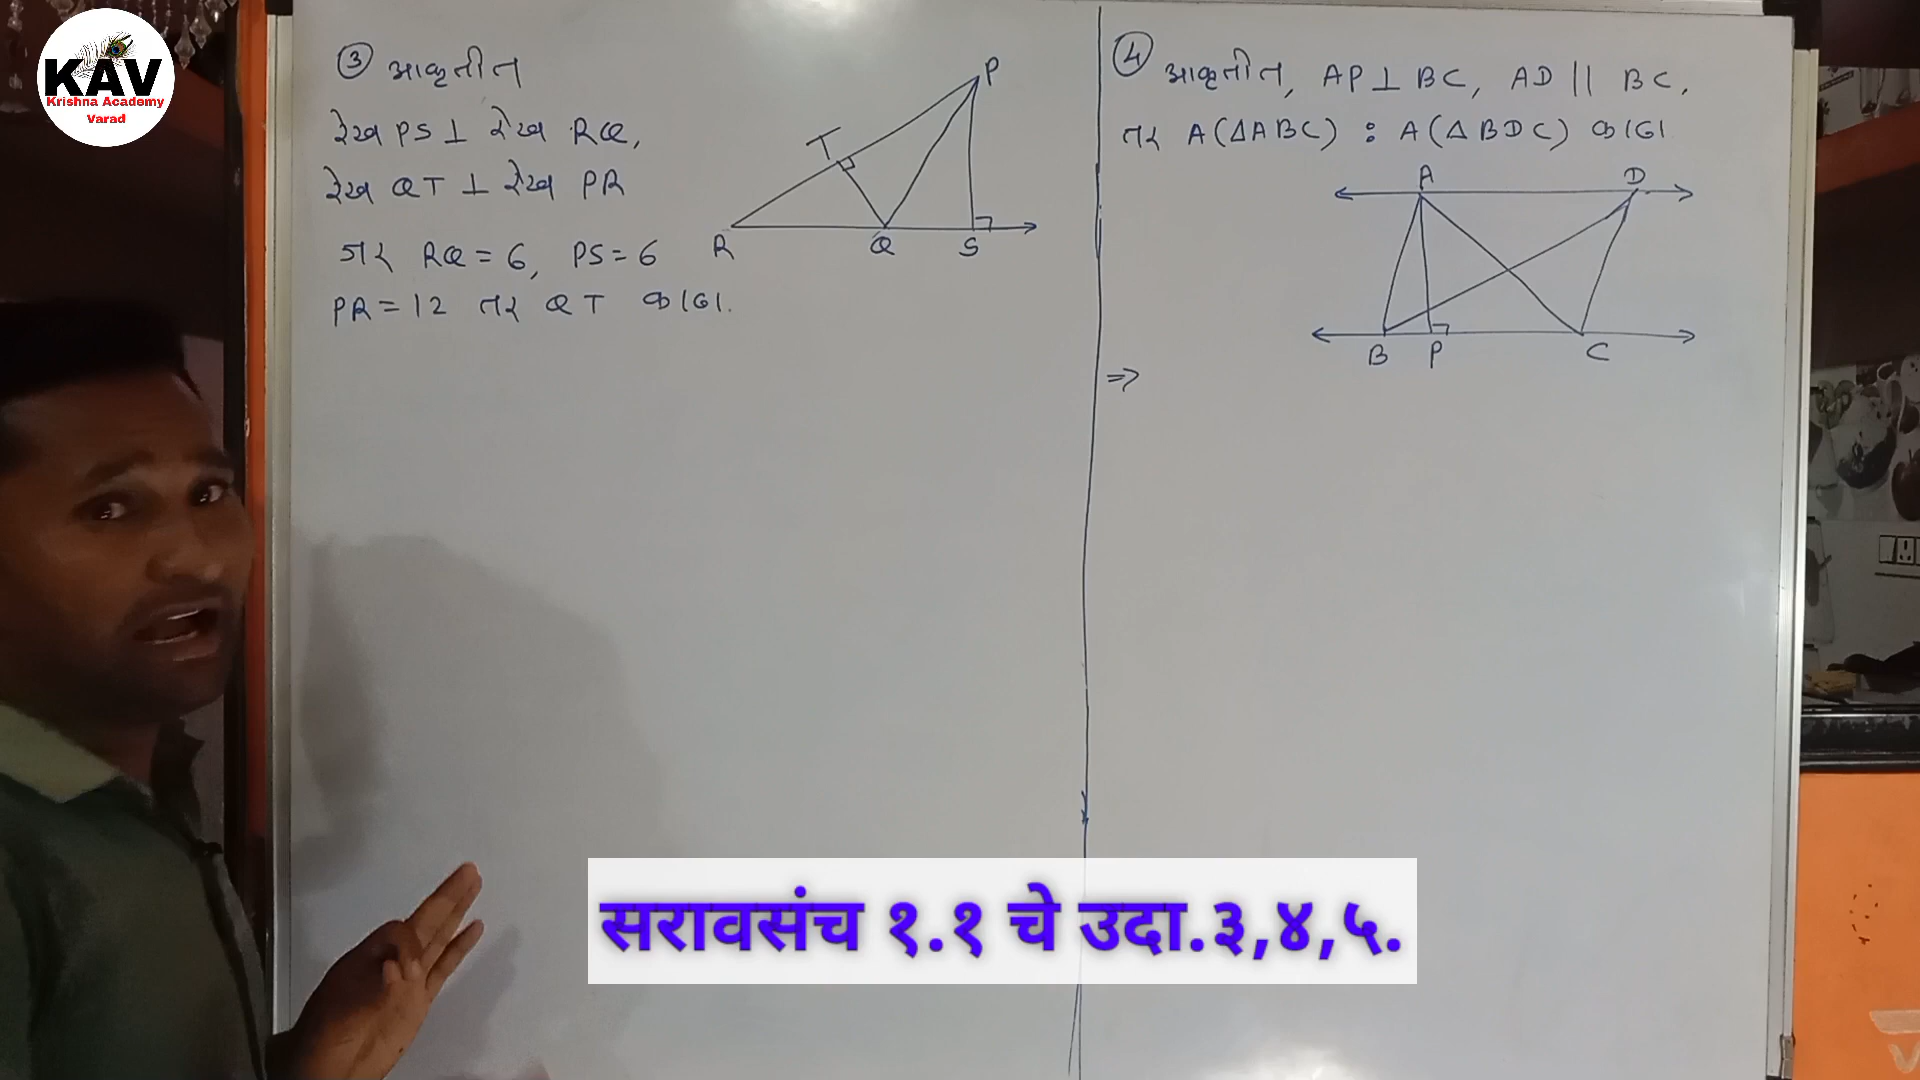 KAV
Krishna Academy
Varad
③ आकृतीत
रेख PS ⊥ रेख RQ,
रेख QT ⊥ रेख PR
जर RQ = 6, PS = 6
PR = 12 तर QT काढा.
P
T
R Q S
④ आकृतीत, AP ⊥ BC, AD || BC,
तर A(△ABC) : A(△BDC) काढा
A D
B P C
⇒
सरावसंच १.१ चे उदा.३,४,५.